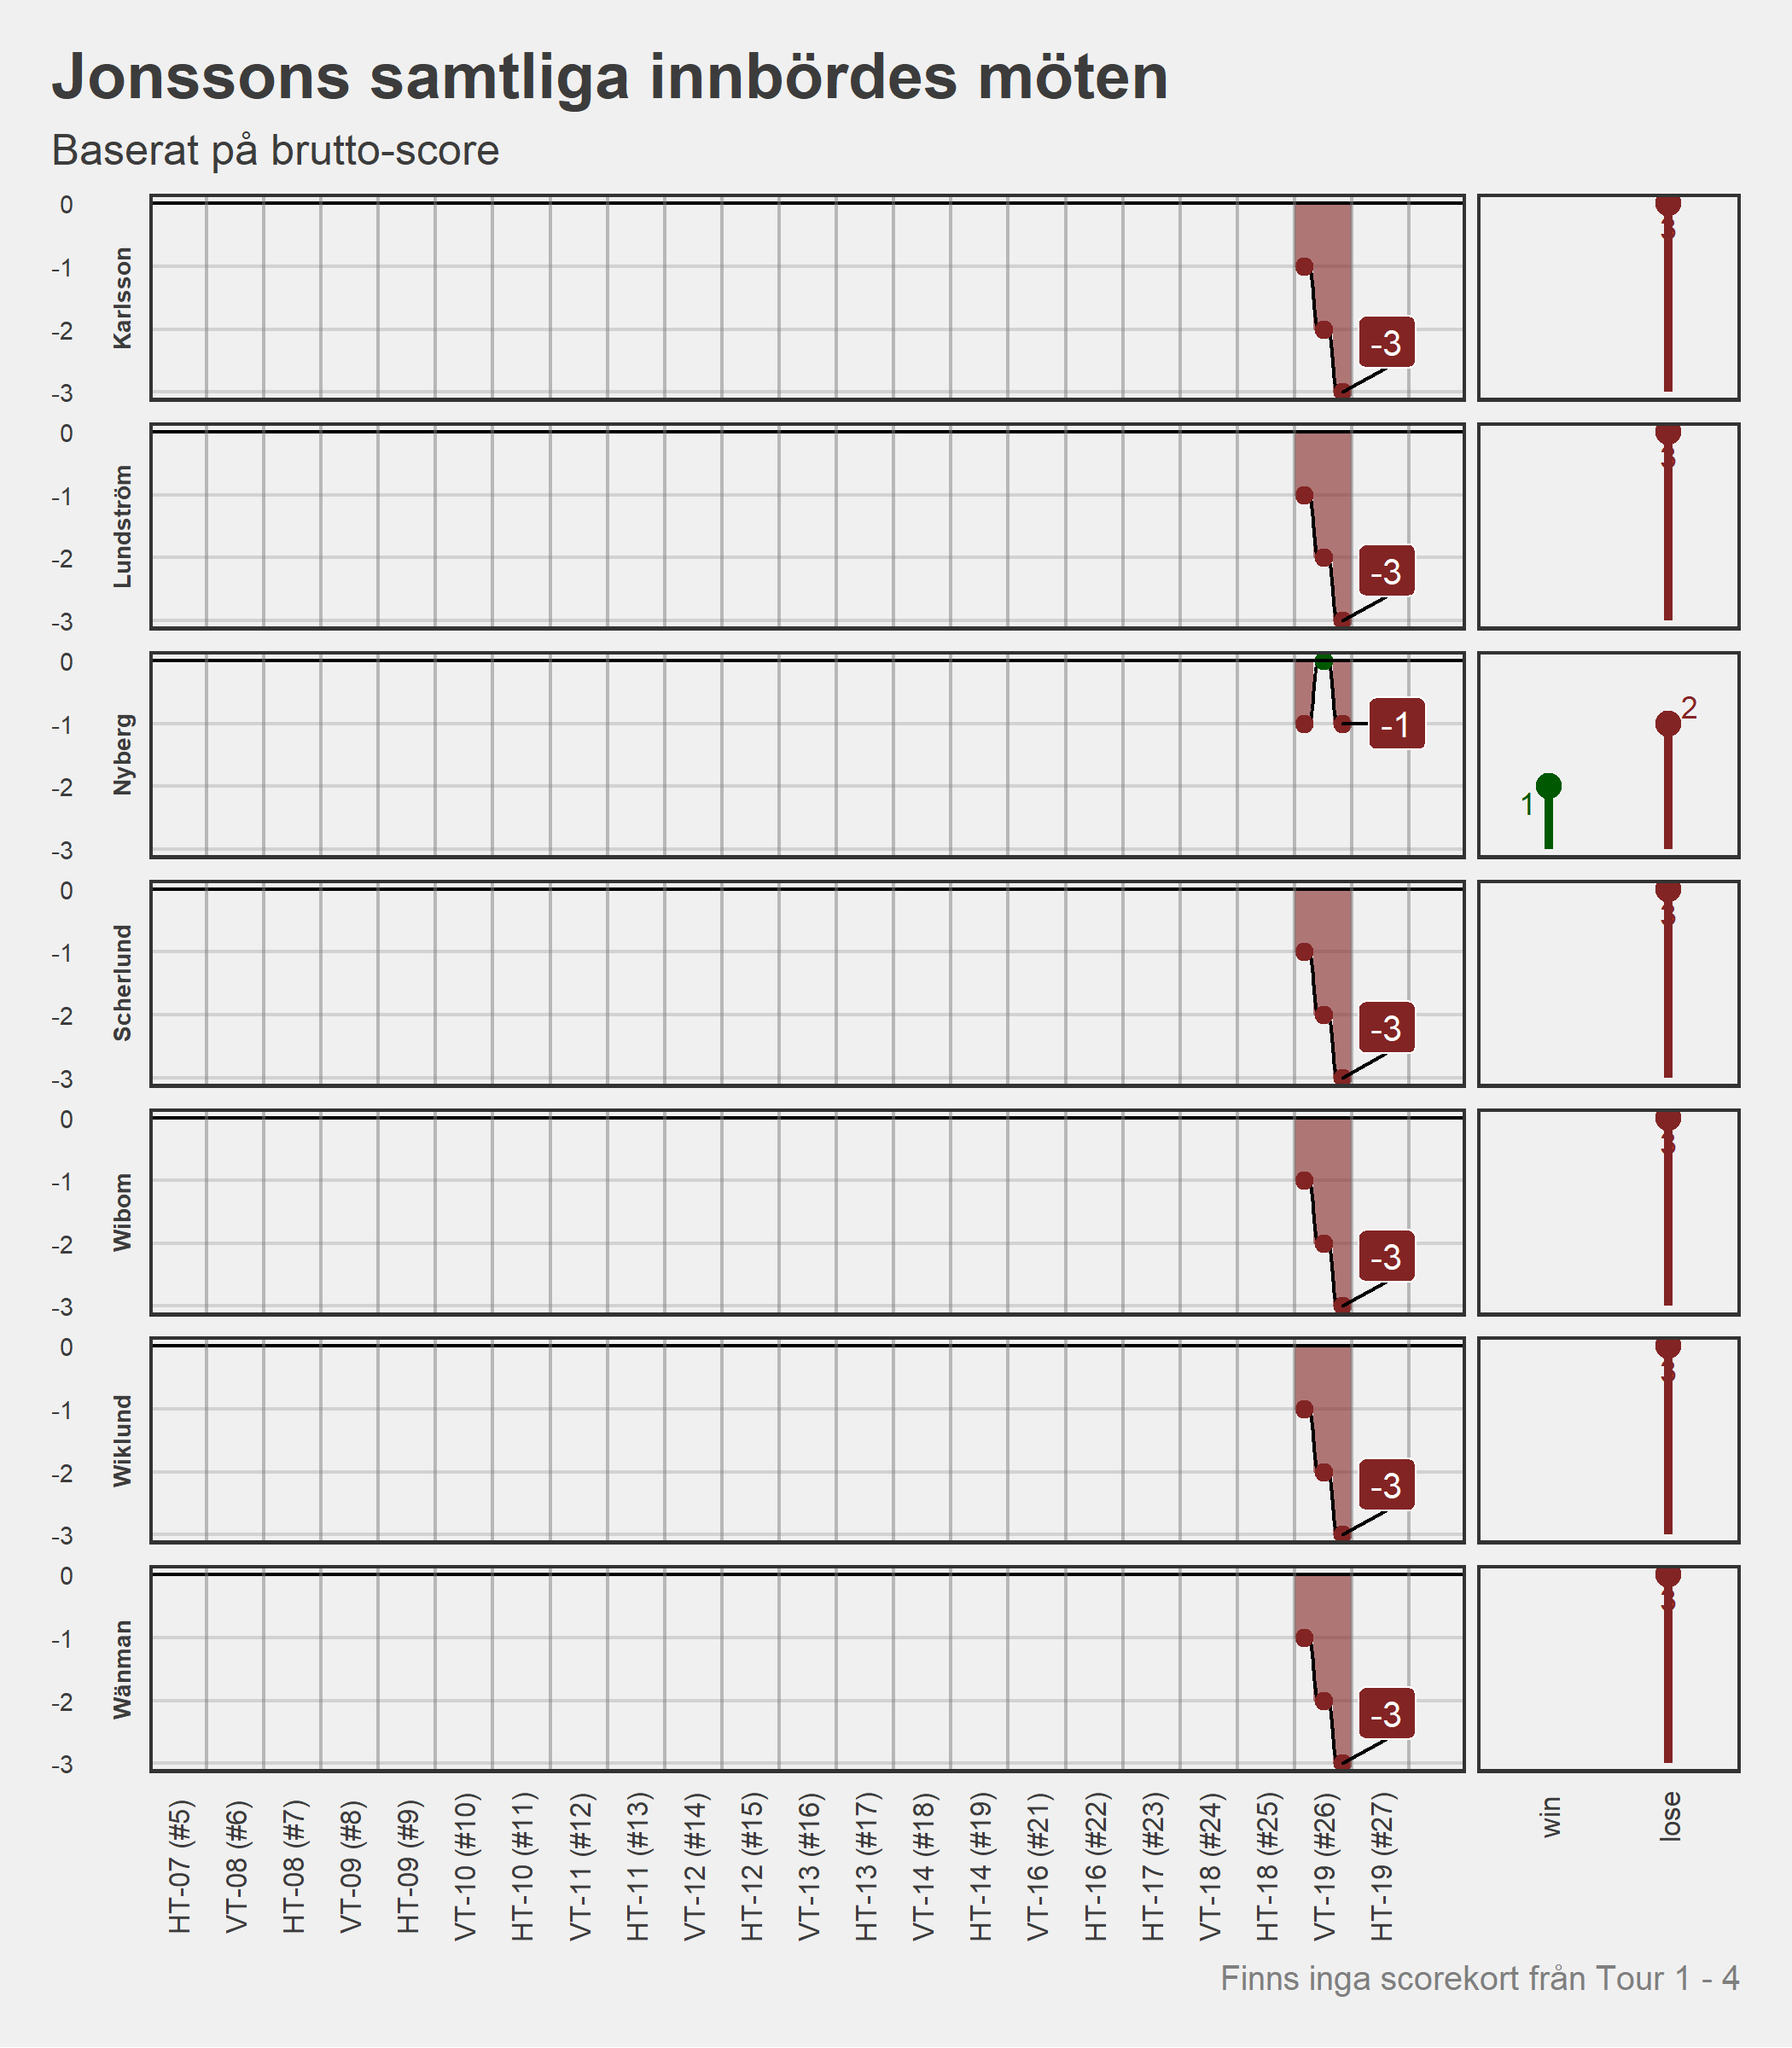 Jonssons samtliga innbördes möten
Baserat på brutto-score
0
-1
-2
-3
Karlsson
-3
3
0
-1
-2
-3
Lundström
-3
3
0
-1
-2
-3
Nyberg
-1
1
2
0
-1
-2
-3
Scherlund
-3
3
0
-1
-2
-3
Wibom
-3
3
0
-1
-2
-3
Wiklund
-3
3
0
-1
-2
-3
Wänman
-3
3
HT-07 (#5)
VT-08 (#6)
HT-08 (#7)
VT-09 (#8)
HT-09 (#9)
VT-10 (#10)
HT-10 (#11)
VT-11 (#12)
HT-11 (#13)
VT-12 (#14)
HT-12 (#15)
VT-13 (#16)
HT-13 (#17)
VT-14 (#18)
HT-14 (#19)
VT-16 (#21)
HT-16 (#22)
HT-17 (#23)
VT-18 (#24)
HT-18 (#25)
VT-19 (#26)
HT-19 (#27)
win
lose
Finns inga scorekort från Tour 1 - 4